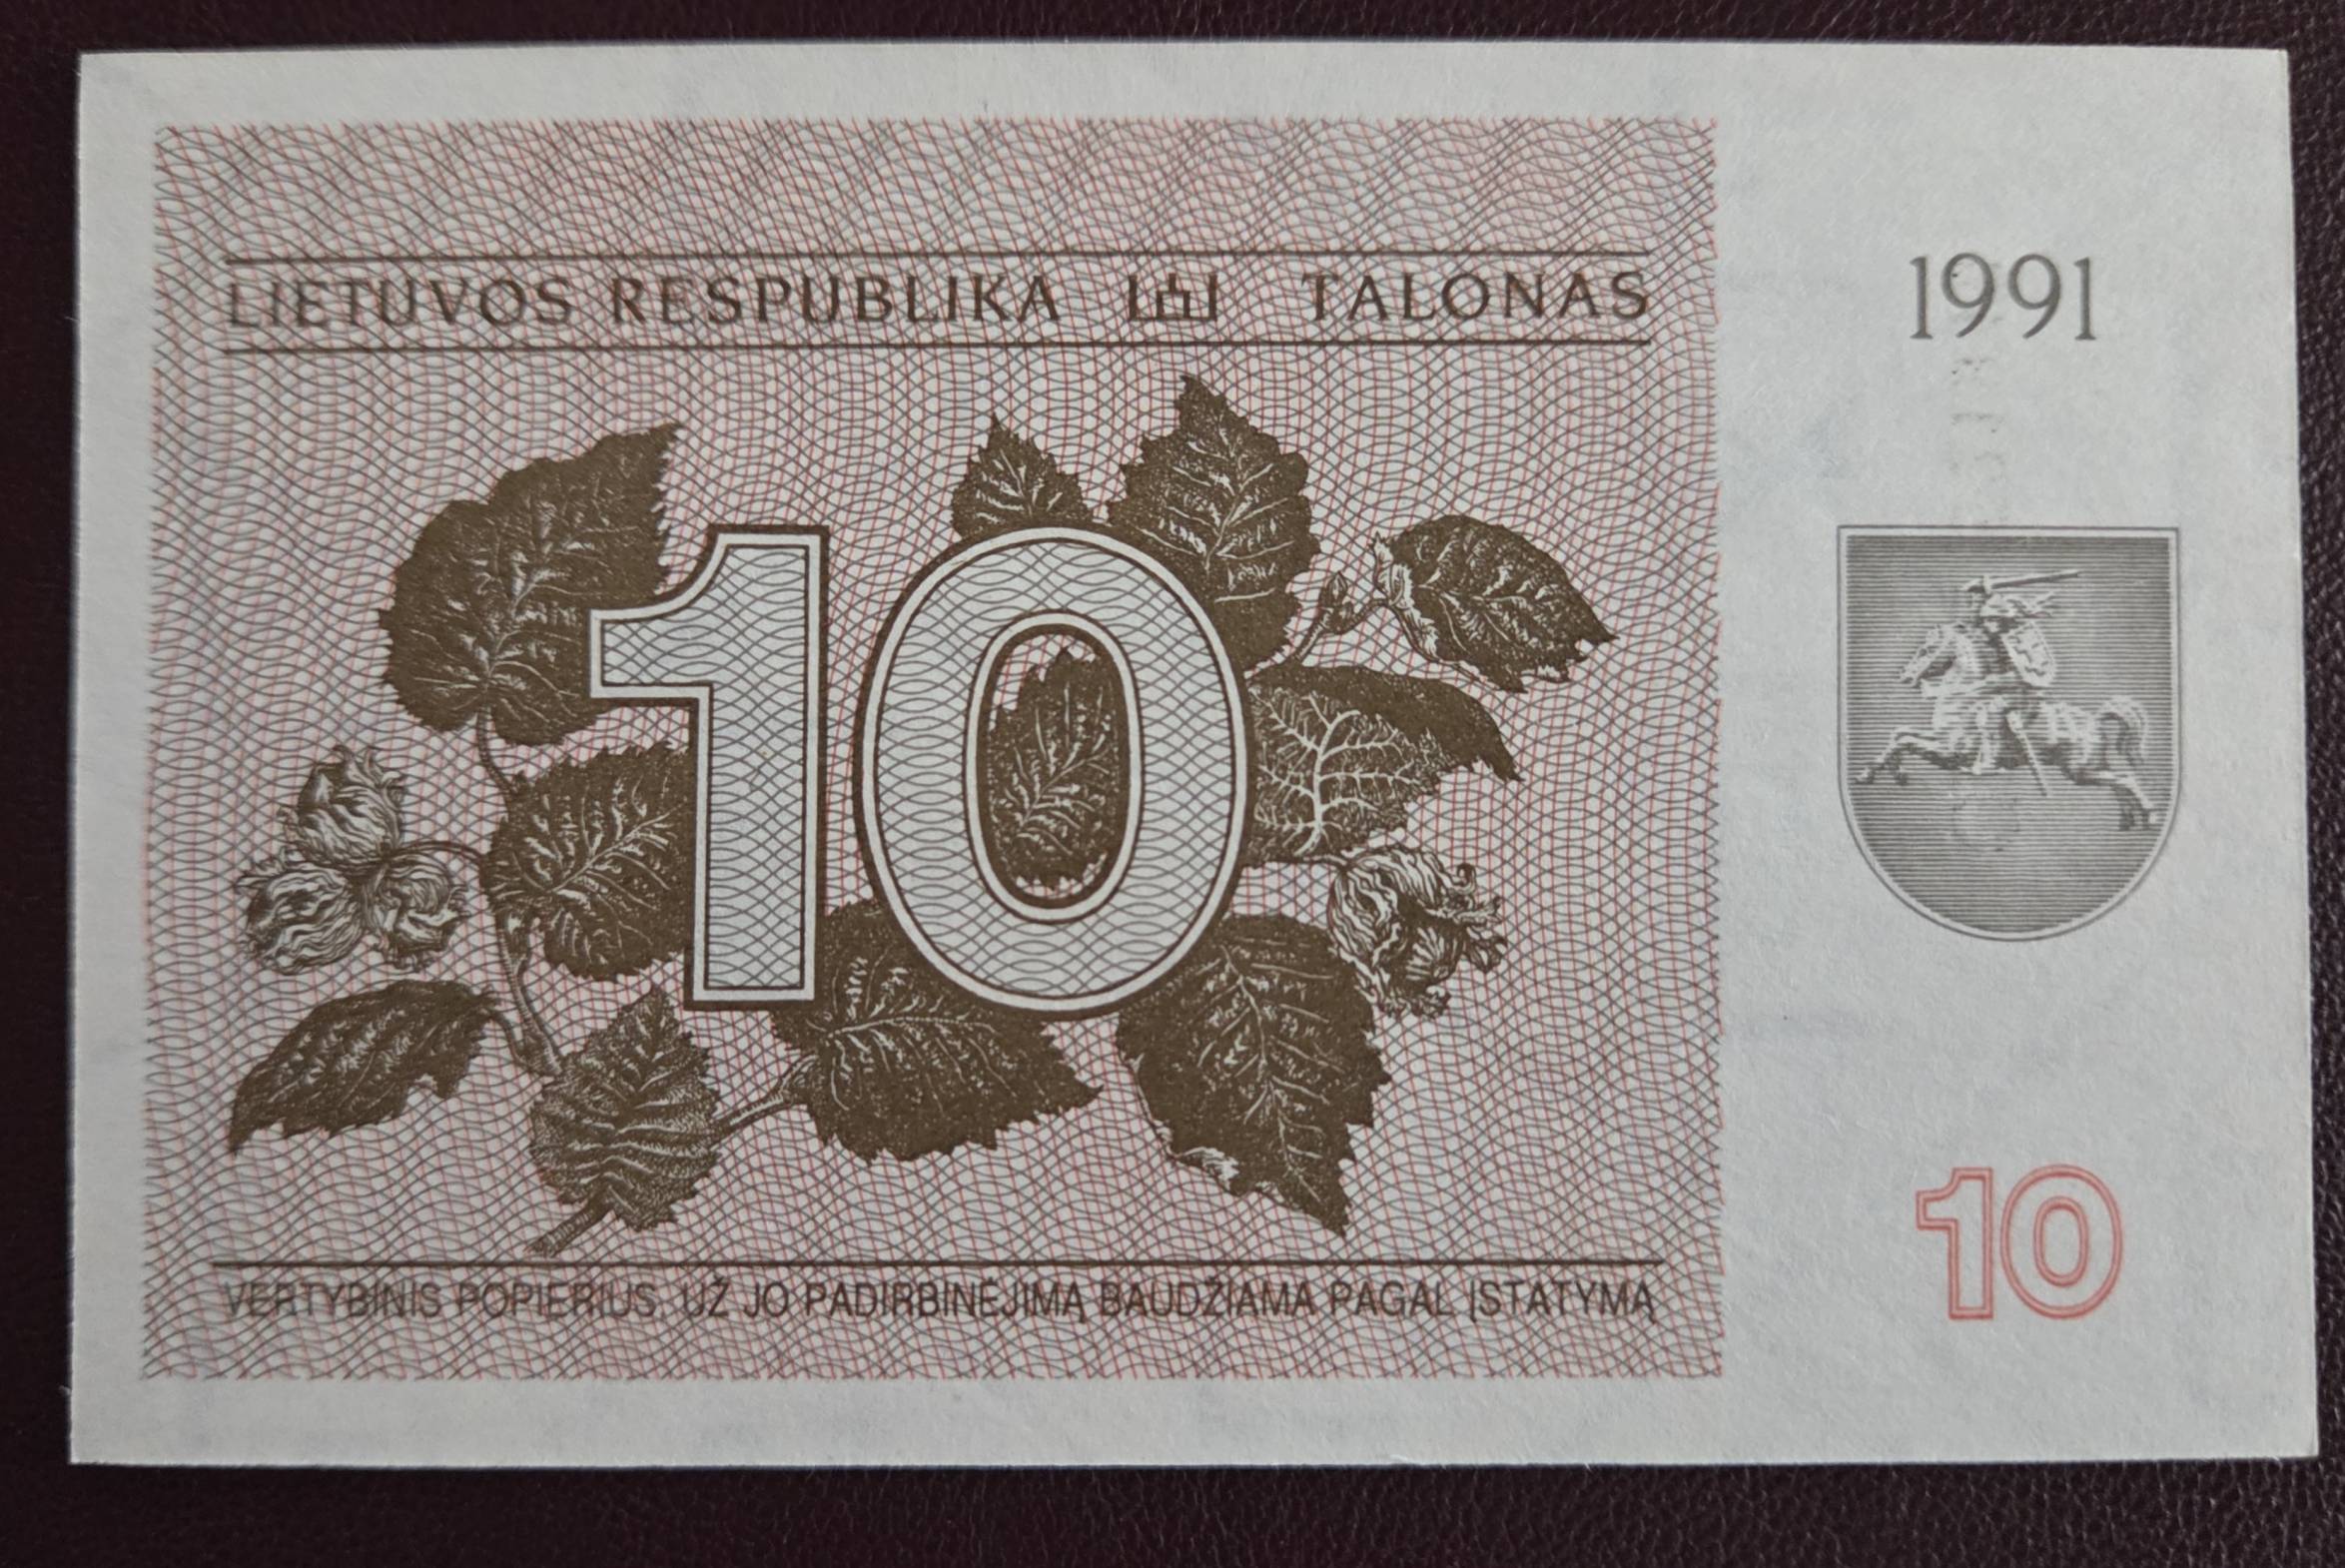 LIETUVOS RESPUBLIKA TALONAS
1991
10
10
VERTYBINIS POPIERIUS. UŽ JO PADIRBINĖJIMĄ BAUDŽIAMA PAGAL ĮSTATYMĄ